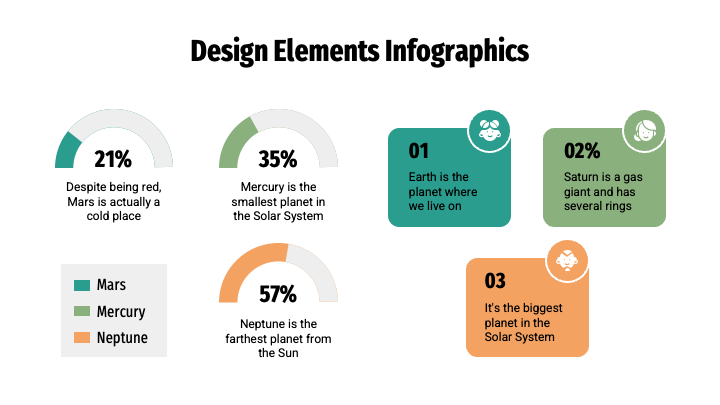 Design Elements Infographics
21%
Despite being red,
Mars is actually a
cold place
35%
Mercury is the
smallest planet in
the Solar System
01
Earth is the
planet where
we live on
02%
Saturn is a gas
giant and has
several rings
Mars
Mercury
Neptune
57%
Neptune is the
farthest planet from
the Sun
03
It's the biggest
planet in the
Solar System